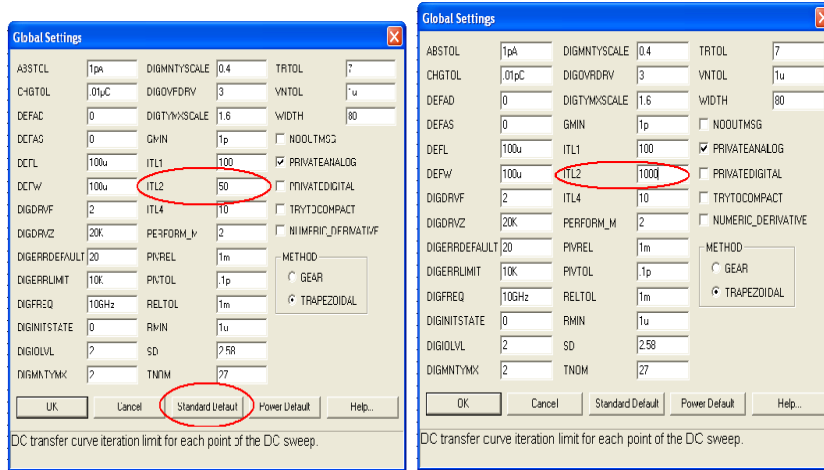 Global Settings
ABSTOL 1pA DIGMNTYSCALE 0.4 TRTOL 7
CHGTOL .01pC DIGOVRDRV 3 VNTOL 1u
DEFAD 0 DIGTYMXSCALE 1.6 WIDTH 80
DEFAS 0 GMIN 1p NOOUTMSG
DEFL 100u ITL1 100 PRIVATEANALOG
DEFW 100u ITL2 50 PRIVATEDIGITAL
DIGDRVF 2 ITL4 10 TRYTOCOMPACT
DIGDRVZ 20K PERFORM_M 2 NUMERIC_DERIVATIVE
DIGERRDEFAULT 20 PIVREL 1m METHOD
DIGERRLIMIT 10K PIVTOL .1p GEAR
DIGFREQ 10GHz RELTOL 1m TRAPEZOIDAL
DIGINITSTATE 0 RMIN 1u
DIGIOLVL 2 SD 2.58
DIGMNTYMX 2 TNOM 27
OK Cancel Standard Default Power Default Help...
DC transfer curve iteration limit for each point of the DC sweep.
Global Settings
ABSTOL 1pA DIGMNTYSCALE 0.4 TRTOL 7
CHGTOL .01pC DIGOVRDRV 3 VNTOL 1u
DEFAD 0 DIGTYMXSCALE 1.6 WIDTH 80
DEFAS 0 GMIN 1p NOOUTMSG
DEFL 100u ITL1 100 PRIVATEANALOG
DEFW 100u ITL2 1000 PRIVATEDIGITAL
DIGDRVF 2 ITL4 10 TRYTOCOMPACT
DIGDRVZ 20K PERFORM_M 2 NUMERIC_DERIVATIVE
DIGERRDEFAULT 20 PIVREL 1m METHOD
DIGERRLIMIT 10K PIVTOL .1p GEAR
DIGFREQ 10GHz RELTOL 1m TRAPEZOIDAL
DIGINITSTATE 0 RMIN 1u
DIGIOLVL 2 SD 2.58
DIGMNTYMX 2 TNOM 27
OK Cancel Standard Default Power Default Help...
DC transfer curve iteration limit for each point of the DC sweep.